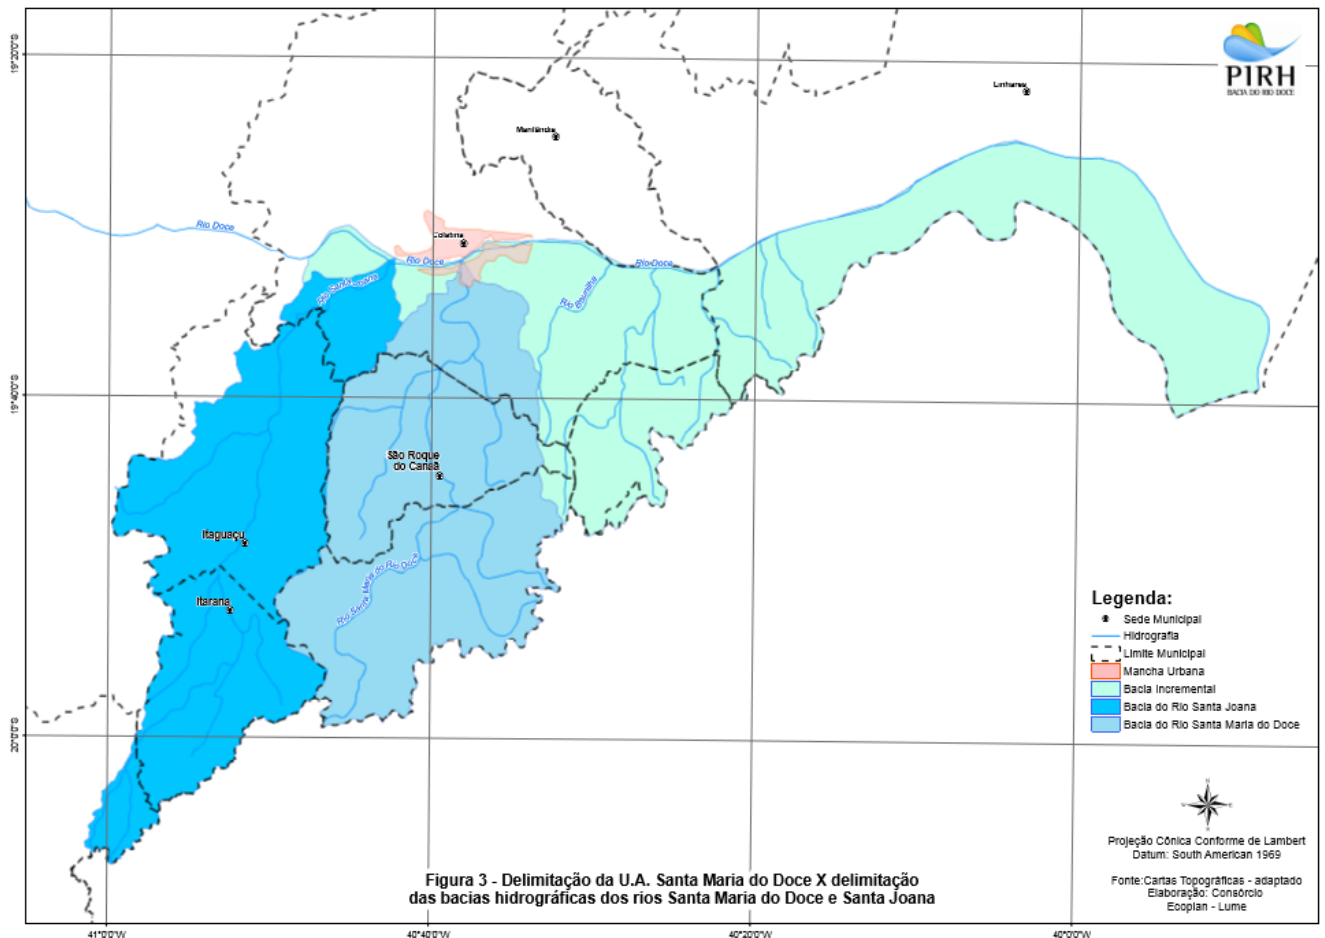 19°20'0"S
PIRH
BACIA DO RIO DOCE
Linhares
Marilândia
Rio Doce
Colatina
Rio Doce
Rio Doce
Rio Santa Joana
Rio Baunilha
19°40'0"S
São Roque
do Canaã
Itaguaçu
Rio Santa Maria do Rio Doce
Itarana
Legenda:
Sede Municipal
Hidrografia
Limite Municipal
Mancha Urbana
Bacia Incremental
Bacia do Rio Santa Joana
Bacia do Rio Santa Maria do Doce
20°0'0"S
N
W
E
S
Projeção Cônica Conforme de Lambert
Datum: South American 1969
Fonte:Cartas Topográficas - adaptado
Elaboração: Consórcio
Ecoplan - Lume
Figura 3 - Delimitação da U.A. Santa Maria do Doce X delimitação
das bacias hidrográficas dos rios Santa Maria do Doce e Santa Joana
41°0'0"W
40°40'0"W
40°20'0"W
40°0'0"W